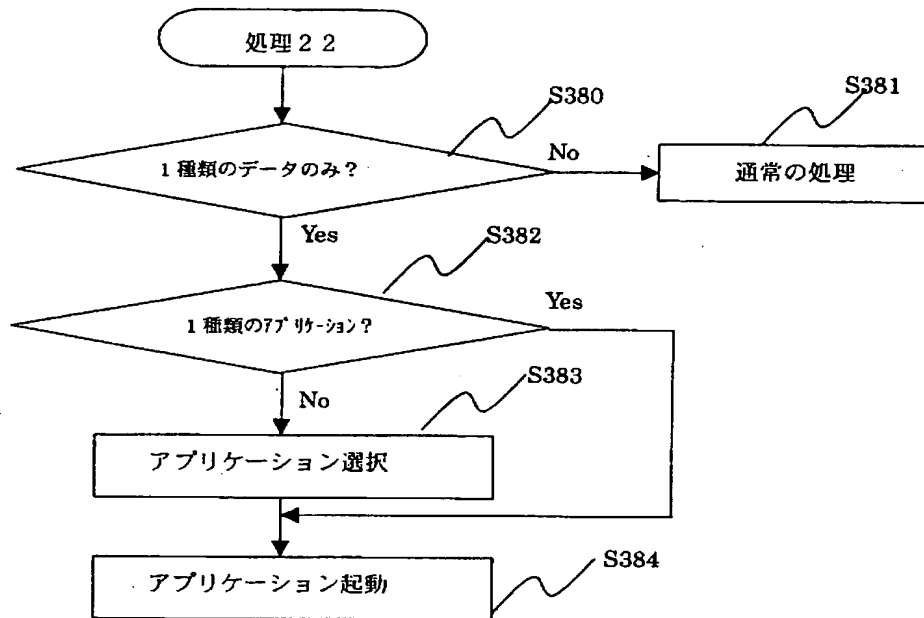 処理２２
S380
S381
１種類のデータのみ？
No
通常の処理
Yes
S382
Yes
１種類のｱﾌﾟﾘｹｰｼｮﾝ？
No
S383
アプリケーション選択
アプリケーション起動
S384